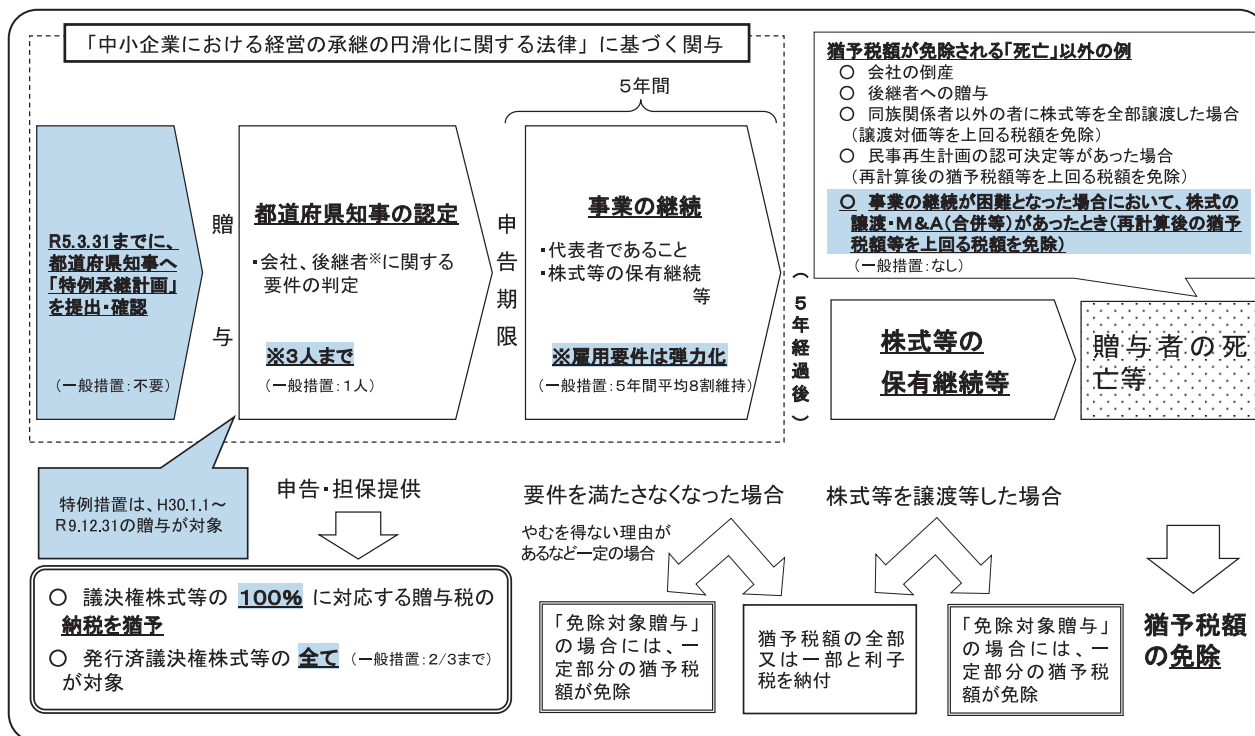 「中小企業における経営の承継の円滑化に関する法律」に基づく関与
R5.3.31までに、
都道府県知事へ
「特例承継計画」
を提出・確認
（一般措置：不要）
贈
与
都道府県知事の認定
・会社、後継者※に関する
要件の判定
※３人まで
（一般措置：1人）
申
告
期
限
5年間
事業の継続
・代表者であること
・株式等の保有継続
等
※雇用要件は弾力化
（一般措置：5年間平均8割維持）
（５年経過後）
猶予税額が免除される「死亡」以外の例
○ 会社の倒産
○ 後継者への贈与
○ 同族関係者以外の者に株式等を全部譲渡した場合
（譲渡対価等を上回る税額を免除）
○ 民事再生計画の認可決定等があった場合
（再計算後の猶予税額等を上回る税額を免除）
○ 事業の継続が困難となった場合において、株式の
譲渡・M&A(合併等)があったとき(再計算後の猶予
税額等を上回る税額を免除)
（一般措置：なし）
株式等の
保有継続等
贈与者の死
亡等
特例措置は、H30.1.1～
R9.12.31の贈与が対象
申告・担保提供
○ 議決権株式等の 100% に対応する贈与税の
納税を猶予
○ 発行済議決権株式等の 全て （一般措置：2/3まで）
が対象
要件を満たさなくなった場合
やむを得ない理由が
あるなど一定の場合
株式等を譲渡等した場合
「免除対象贈与」
の場合には、一
定部分の猶予税
額が免除
猶予税額の全部
又は一部と利子
税を納付
「免除対象贈与」
の場合には、一
定部分の猶予税
額が免除
猶予税額
の免除